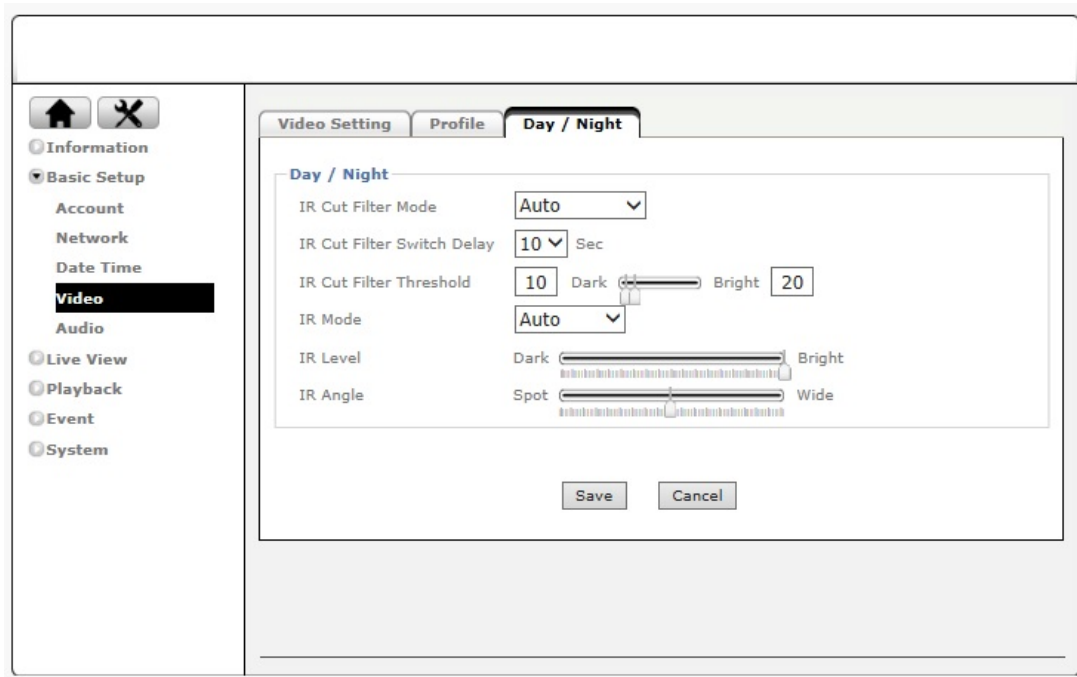 Information
Basic Setup
Account
Network
Date Time
Video
Audio
Live View
Playback
Event
System
Video Setting Profile Day / Night
Day / Night
IR Cut Filter Mode Auto
IR Cut Filter Switch Delay 10 Sec
IR Cut Filter Threshold 10 Dark Bright 20
IR Mode Auto
IR Level Dark Bright
IR Angle Spot Wide
Save Cancel